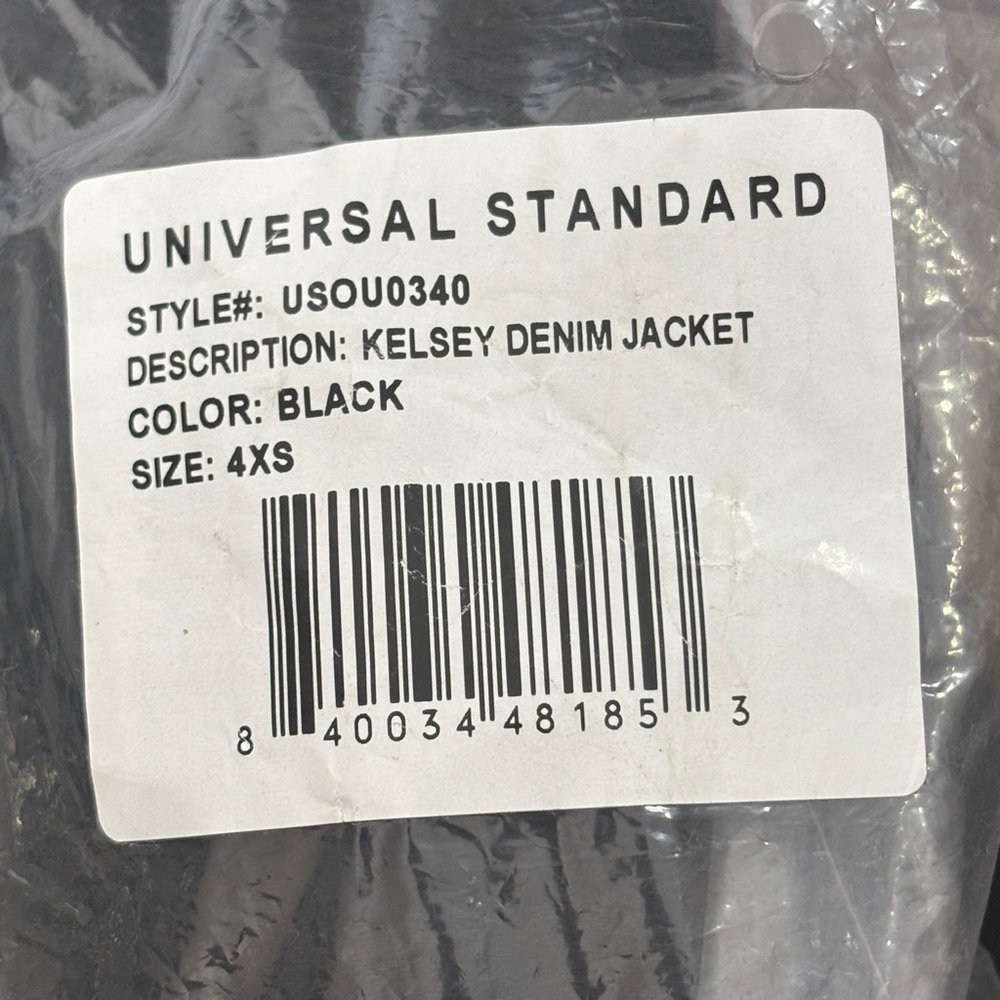 UNIVERSAL STANDARD
STYLE#: USOU0340
DESCRIPTION: KELSEY DENIM JACKET
COLOR: BLACK
SIZE: 4XS
8 40034 48185 3